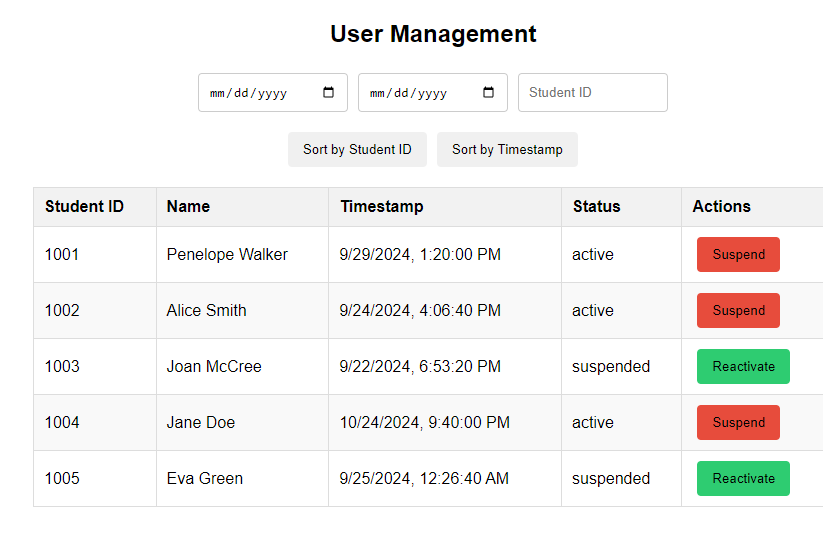 User Management
mm/dd/yyyy mm/dd/yyyy Student ID
Sort by Student ID Sort by Timestamp
Student ID Name Timestamp Status Actions
1001 Penelope Walker 9/29/2024, 1:20:00 PM active Suspend
1002 Alice Smith 9/24/2024, 4:06:40 PM active Suspend
1003 Joan McCree 9/22/2024, 6:53:20 PM suspended Reactivate
1004 Jane Doe 10/24/2024, 9:40:00 PM active Suspend
1005 Eva Green 9/25/2024, 12:26:40 AM suspended Reactivate